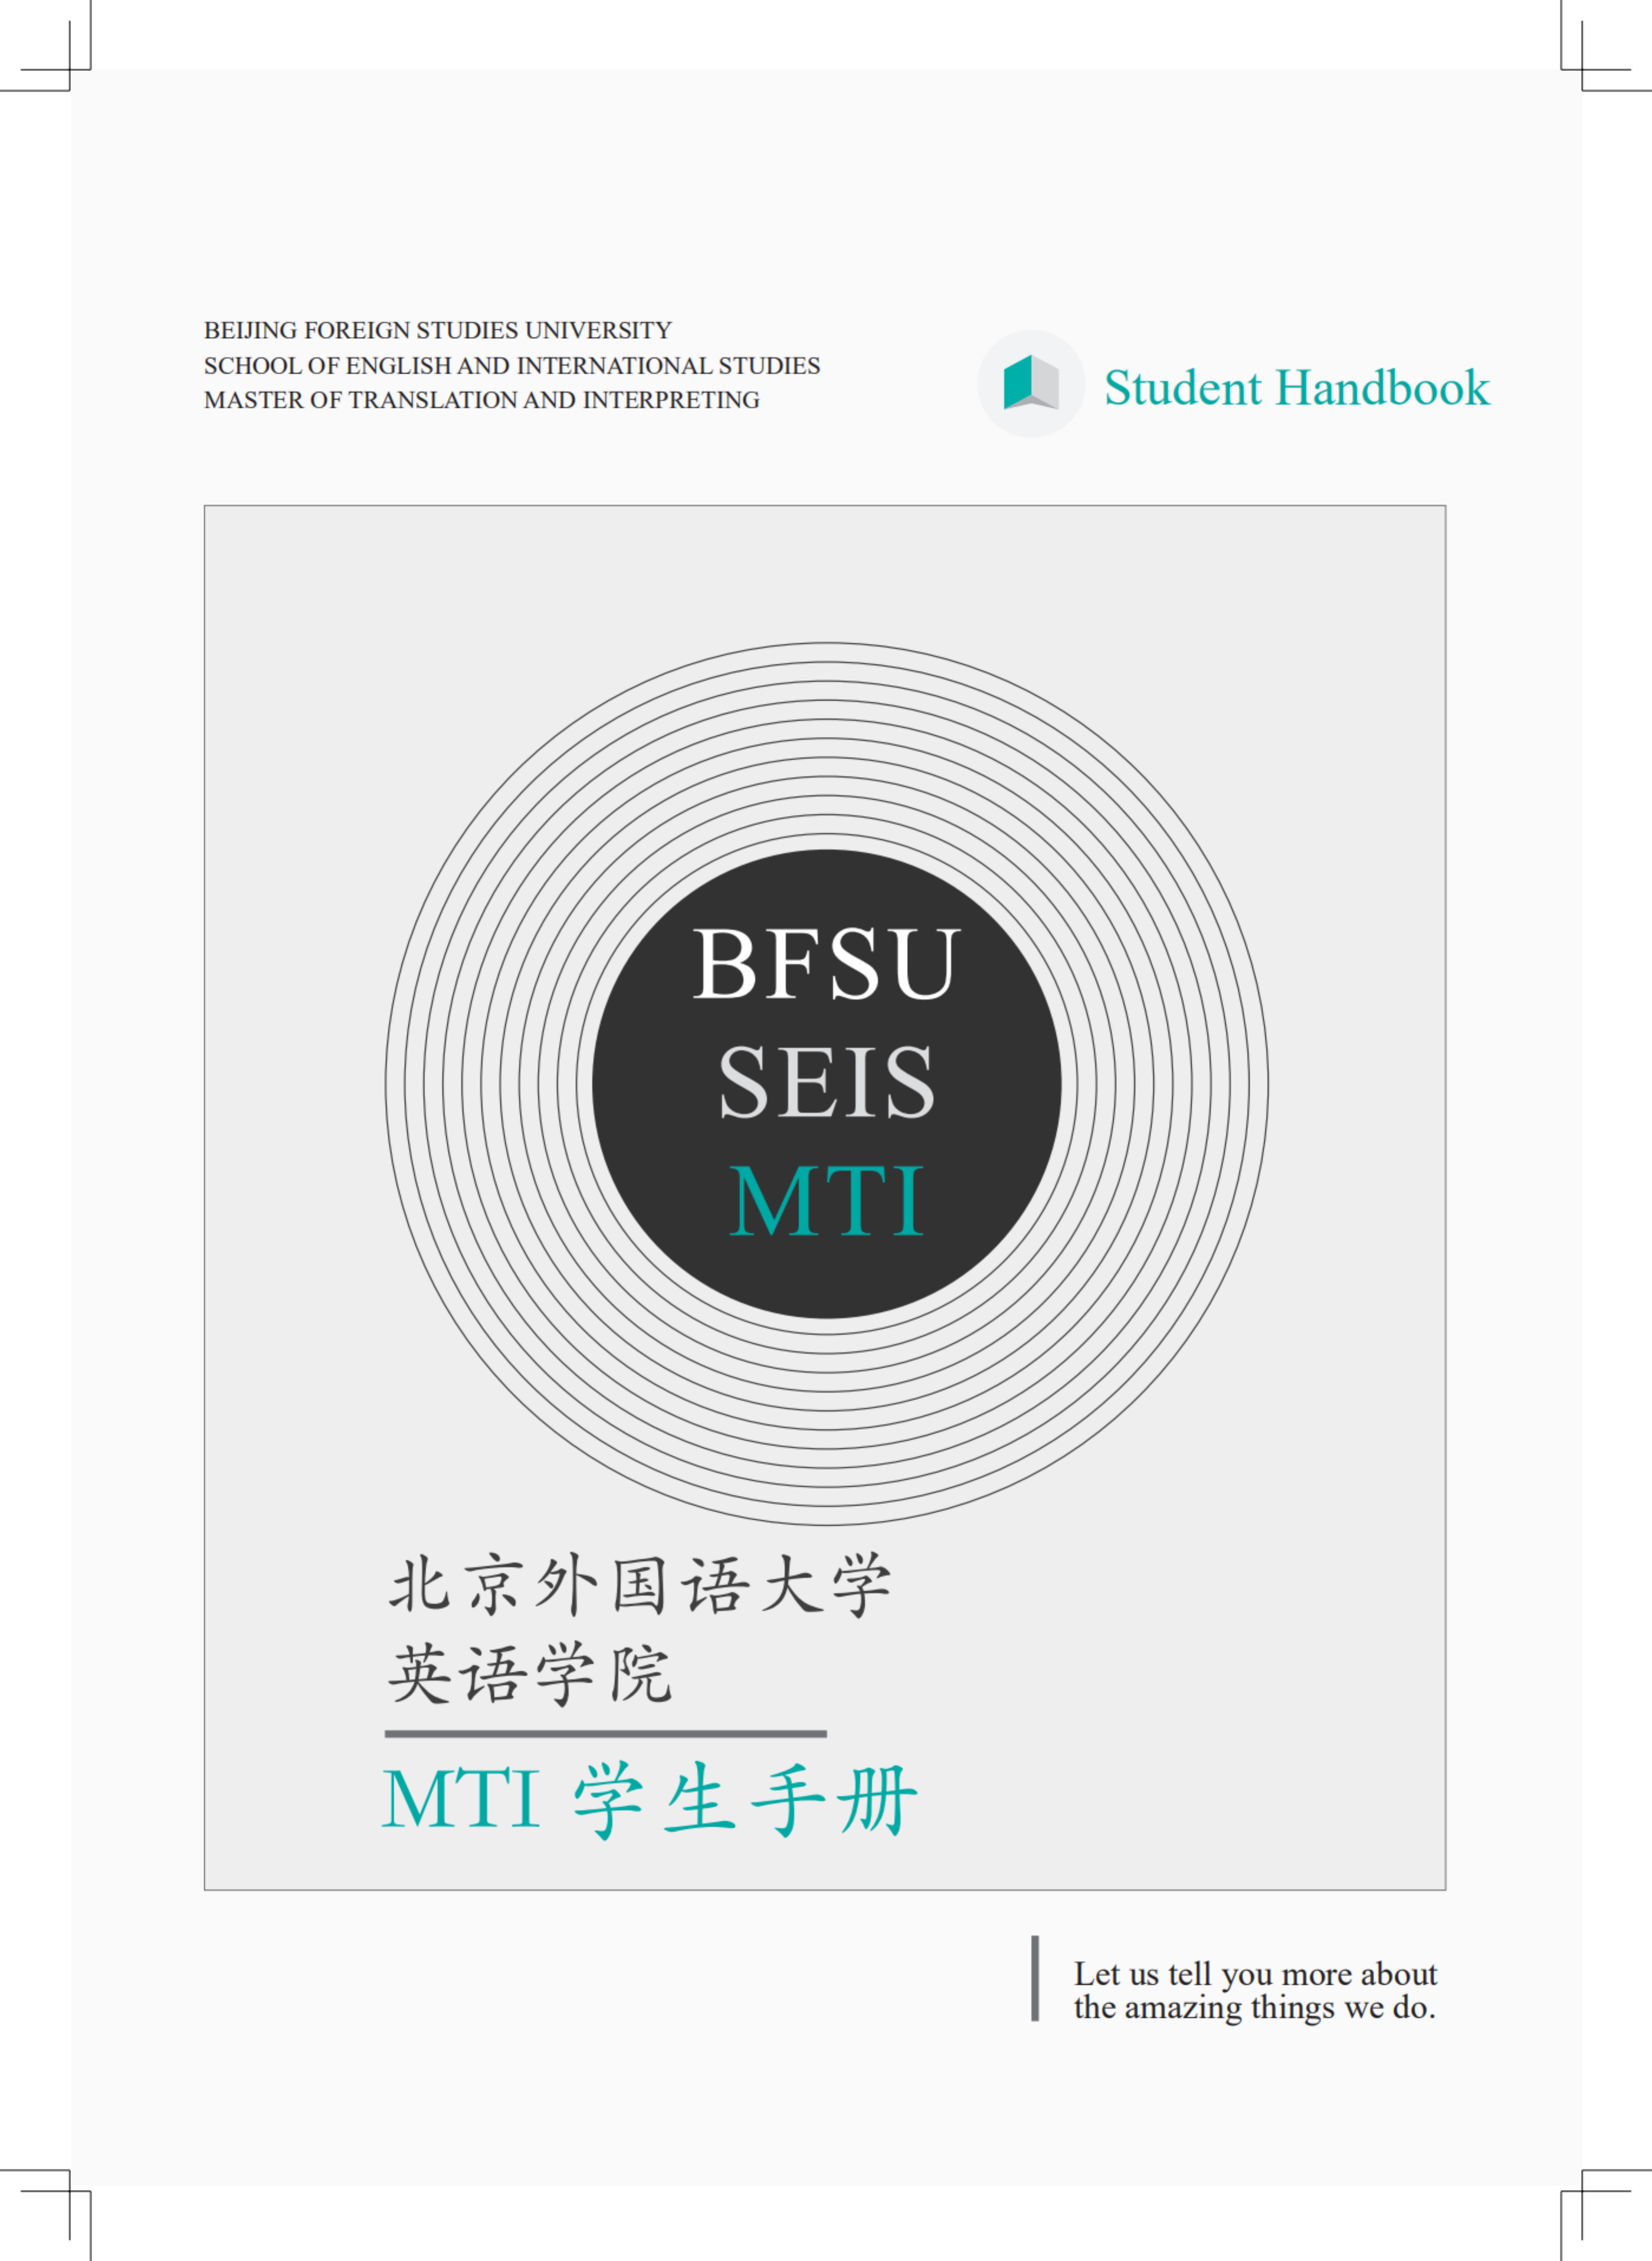 BEIJING FOREIGN STUDIES UNIVERSITY
SCHOOL OF ENGLISH AND INTERNATIONAL STUDIES
MASTER OF TRANSLATION AND INTERPRETING
Student Handbook
BFSU
SEIS
MTI
北京外国语大学
英语学院
MTI 学生手册
Let us tell you more about
the amazing things we do.